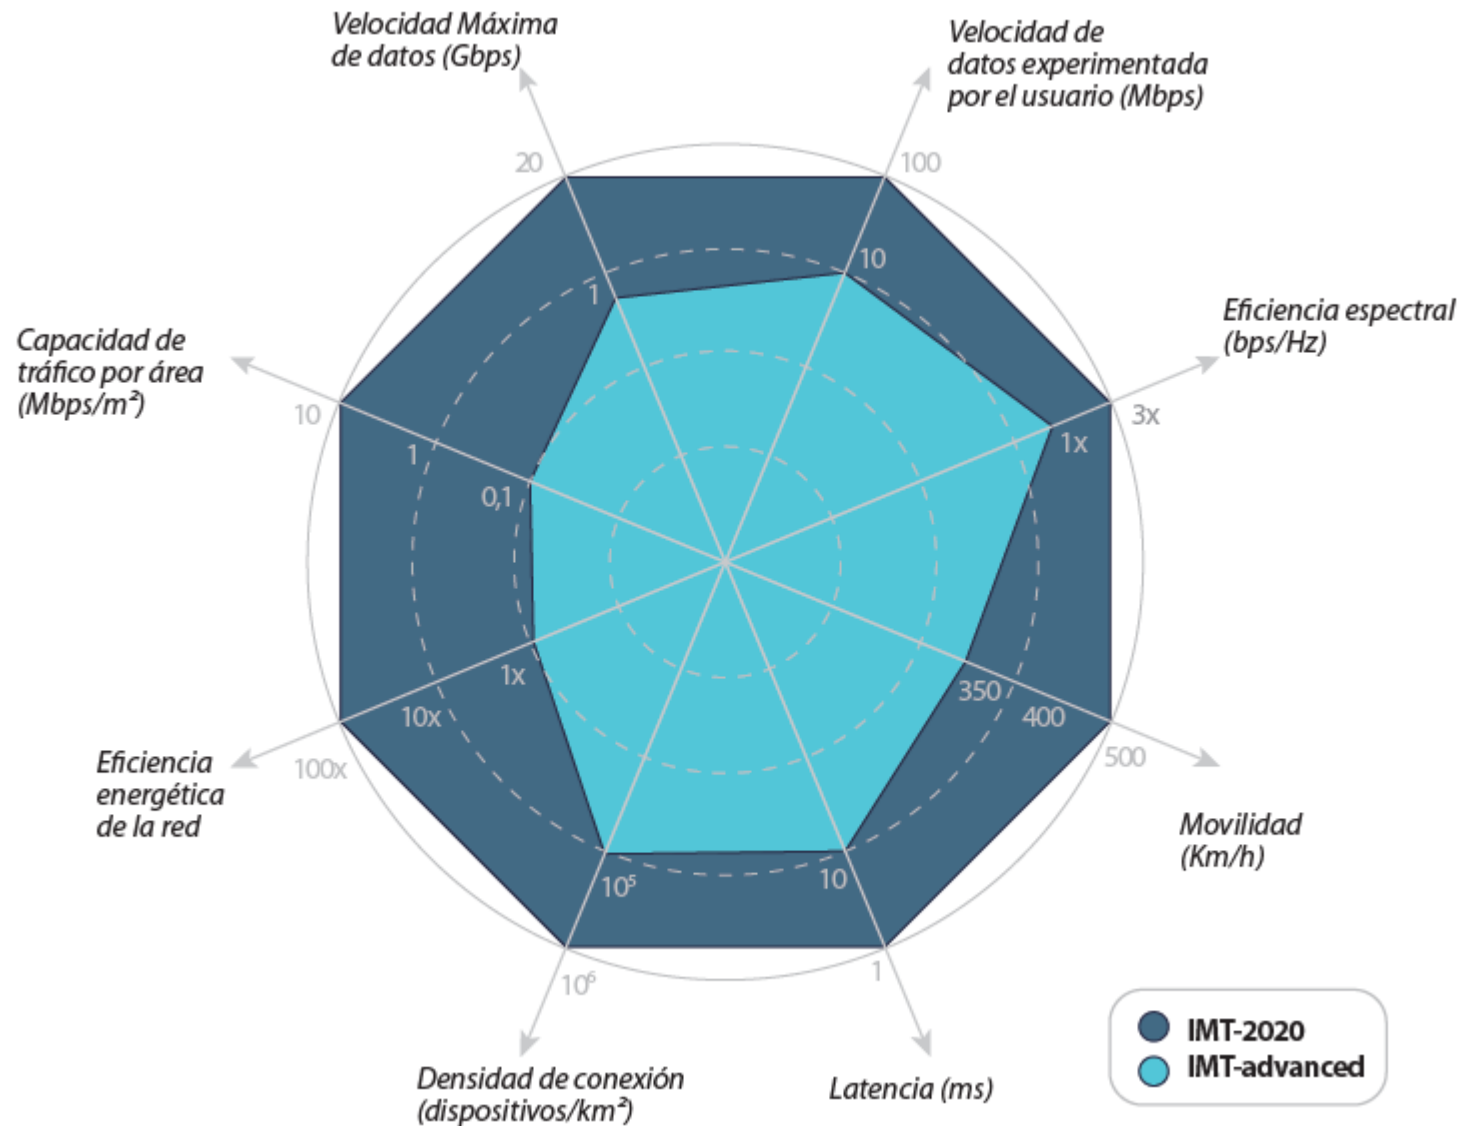 Velocidad Máxima
de datos (Gbps)
Velocidad de
datos experimentada
por el usuario (Mbps)
20
100
10
1
Eficiencia espectral
(bps/Hz)
Capacidad de
tráfico por área
(Mbps/m²)
10
1
0,1
3x
1x
1x
10x
100x
350
400
500
Eficiencia
energética
de la red
Movilidad
(Km/h)
10⁵
10
10⁶
1
Densidad de conexión
(dispositivos/km²)
Latencia (ms)
IMT-2020
IMT-advanced